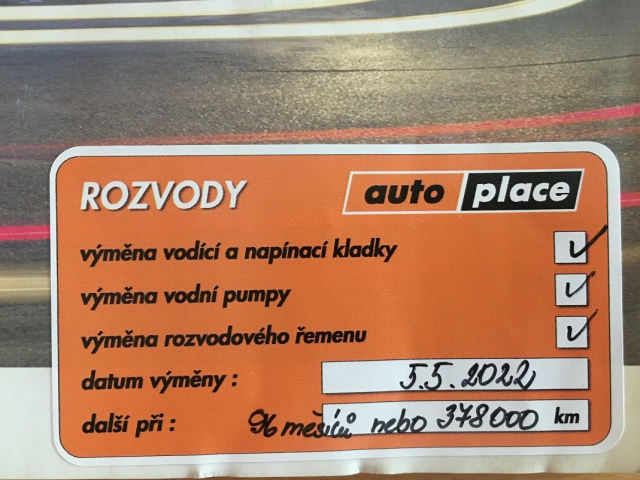 ROZVODY
auto place
výměna vodící a napínací kladky
výměna vodní pumpy
výměna rozvodového řemenu
datum výměny : 5.5.2022
další při : 96 měsíců nebo 378000 km